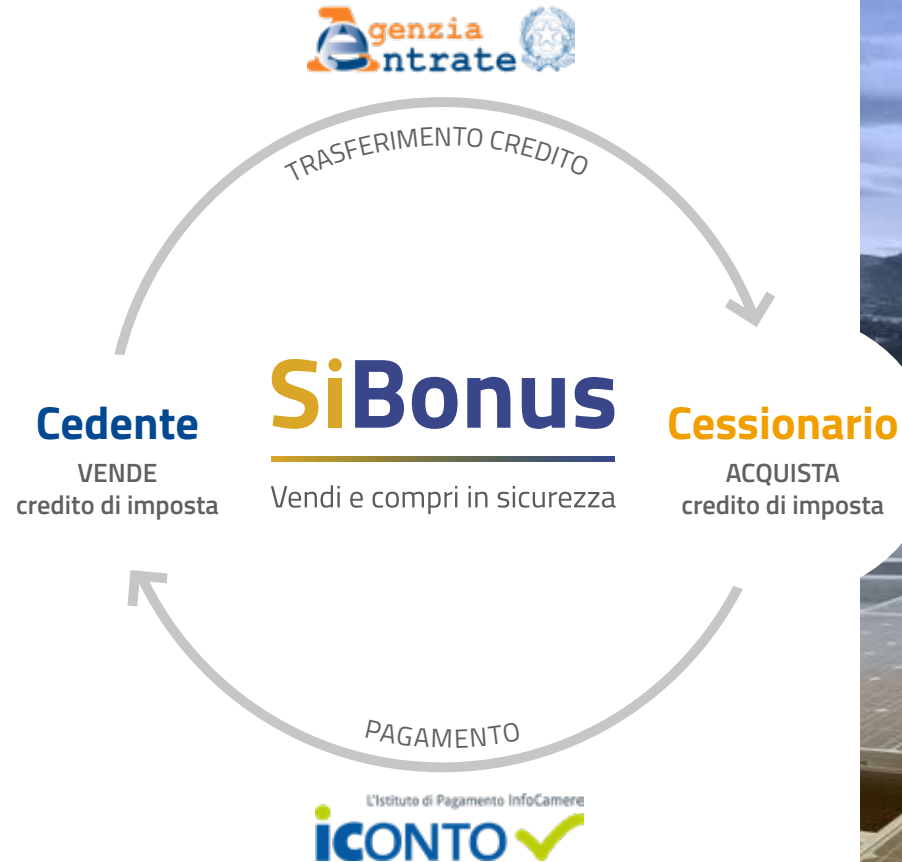 Agenzia
Entrate
TRASFERIMENTO CREDITO
SiBonus
Vendi e compri in sicurezza
Cedente
VENDE
credito di imposta
Cessionario
ACQUISTA
credito di imposta
PAGAMENTO
L'Istituto di Pagamento InfoCamere
iCONTO